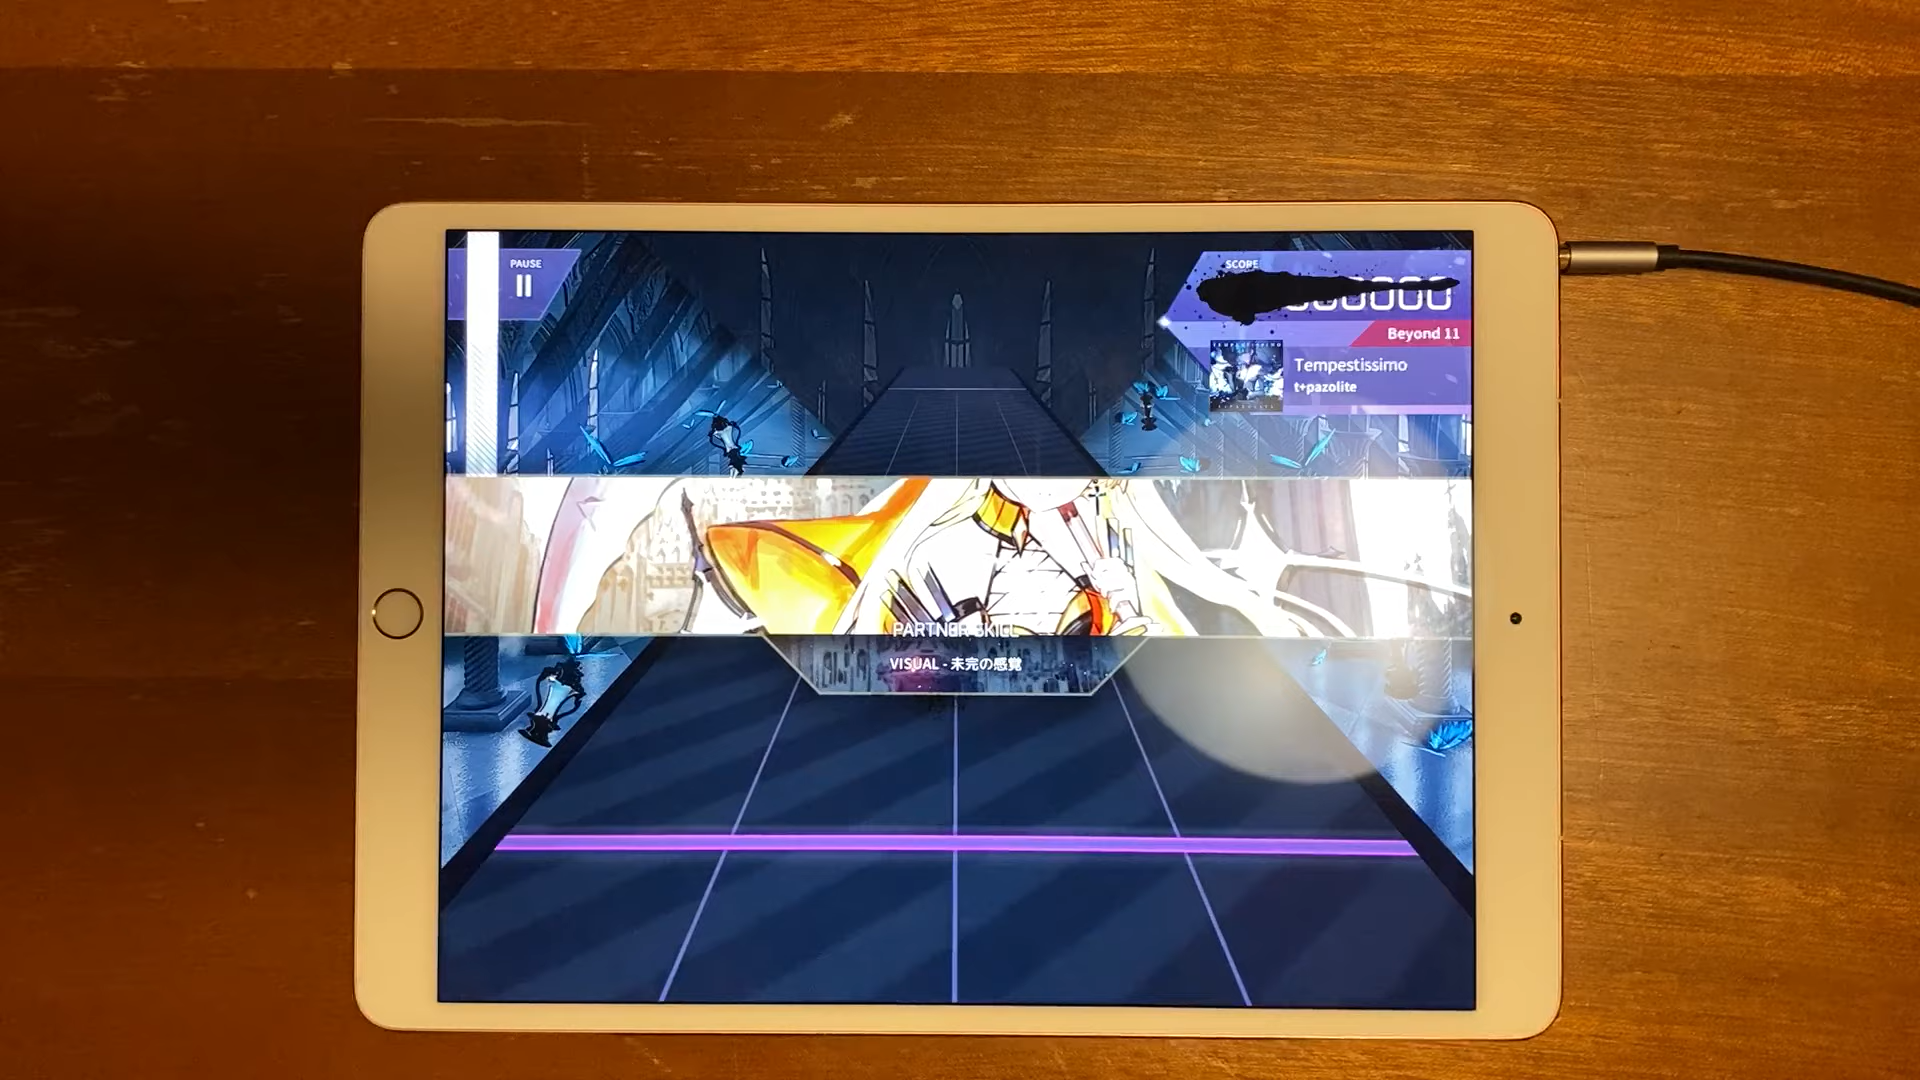 PAUSE
SCORE
Beyond 11
Tempestissimo
t+pazolite
PARTNER SKILL
VISUAL - 未完の感覚